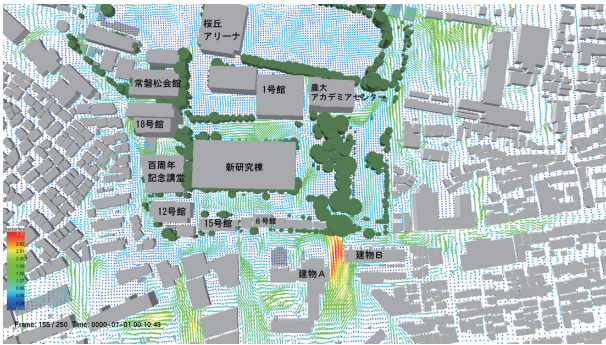 桜丘
アリーナ
常磐松会館
1号館
農大
アカデミアセンター
18号館
百周年
記念講堂
新研究棟
12号館
15号館
8号館
建物A
建物B
Frame: 155 / 250 Time: 0000-01-01 00:10:43